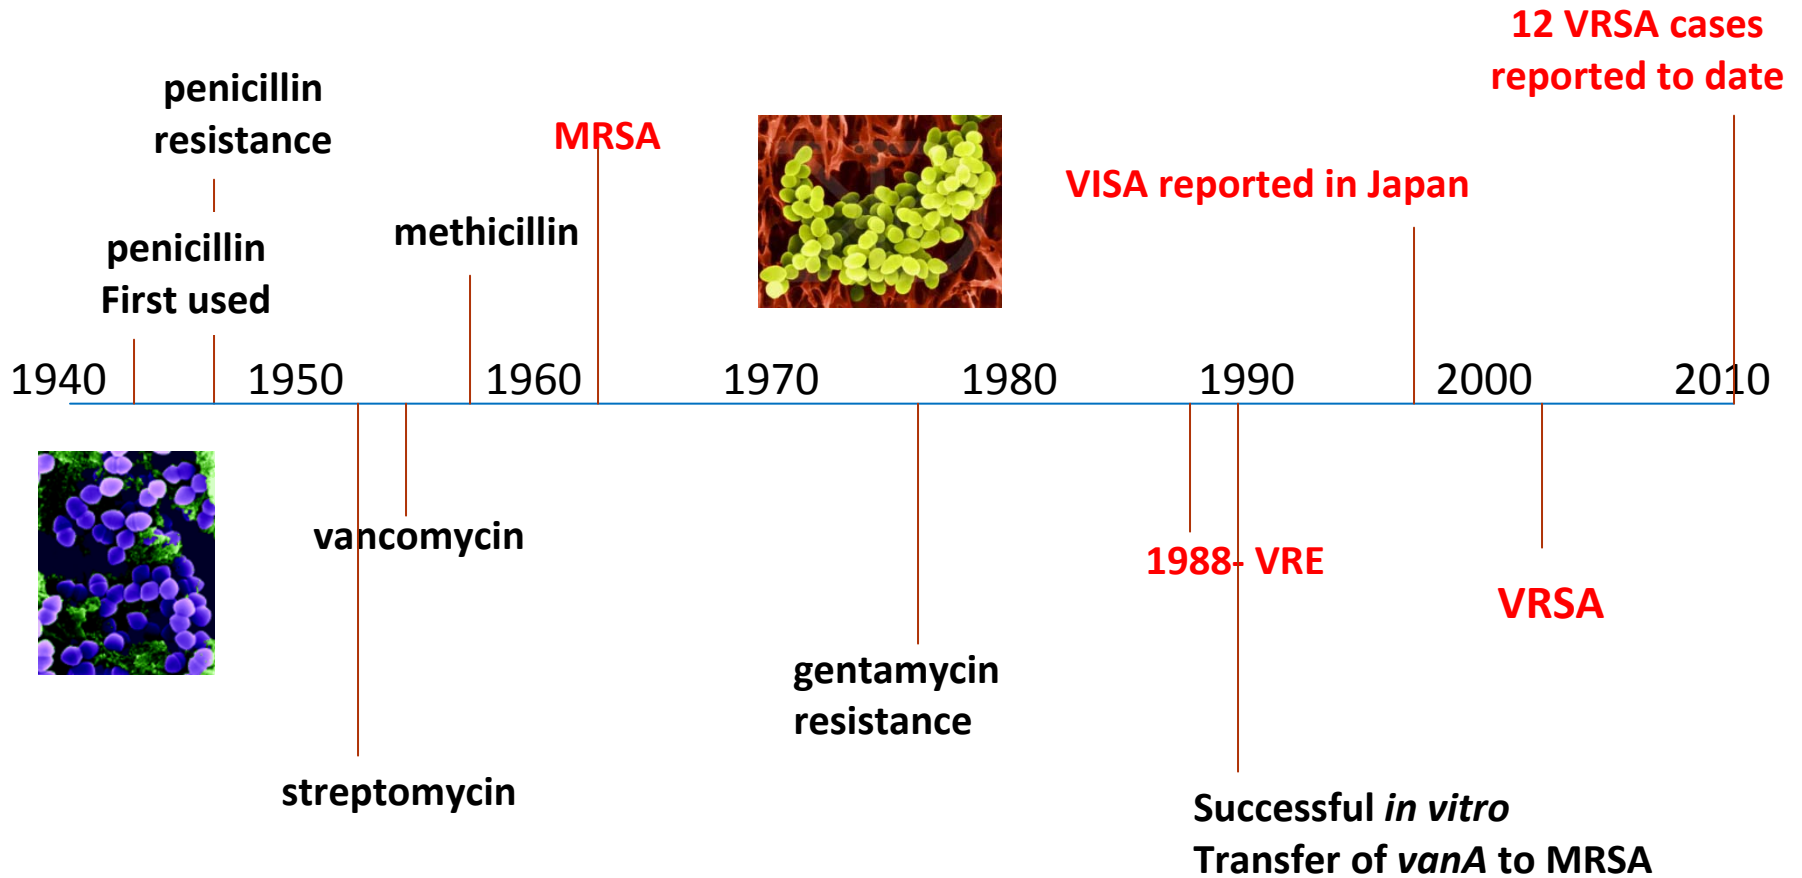 12 VRSA cases
reported to date
penicillin
resistance
MRSA
VISA reported in Japan
methicillin
penicillin
First used
1940 1950 1960 1970 1980 1990 2000 2010
vancomycin
1988- VRE
VRSA
gentamycin
resistance
streptomycin
Successful in vitro
Transfer of vanA to MRSA